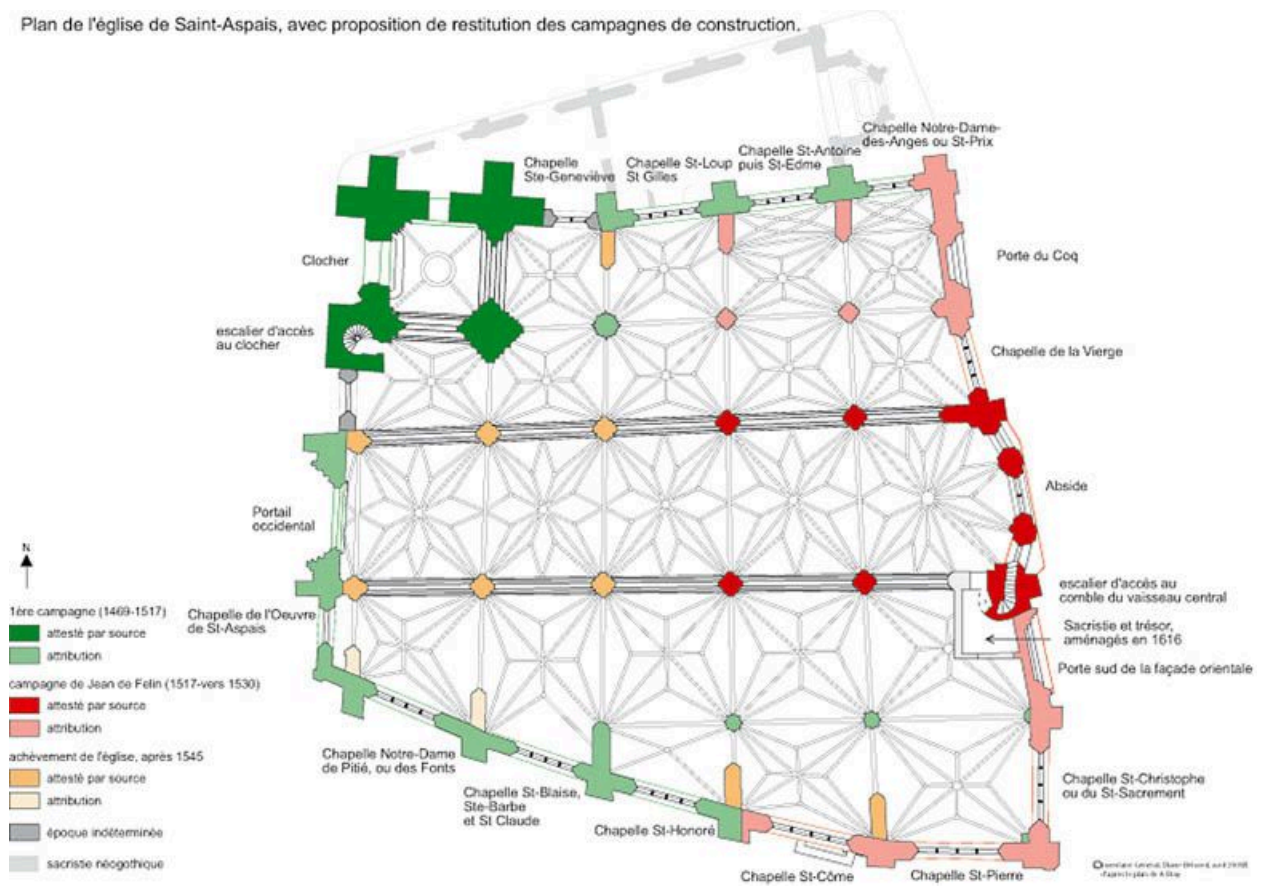 Plan de l'église de Saint-Aspais, avec proposition de restitution des campagnes de construction.
Chapelle Notre-Dame-
des-Anges ou St-Prix
Chapelle St-Antoine
puis St-Edme
Chapelle St-Loup
St Gilles
Chapelle
Ste-Geneviève
Clocher
Porte du Coq
escalier d'accès
au clocher
Chapelle de la Vierge
Abside
Portail
occidental
N
escalier d'accès au
comble du vaisseau central
Chapelle de l'Oeuvre
de St-Aspais
Sacristie et trésor,
aménagés en 1616
Porte sud de la façade orientale
1ère campagne (1469-1517)
attesté par source
attribution
campagne de Jean de Felin (1517-vers 1530)
attesté par source
attribution
achèvement de l'église, après 1545
attesté par source
attribution
époque indéterminée
sacristie néogothique
Chapelle Notre-Dame
de Pitié, ou des Fonts
Chapelle St-Blaise,
Ste-Barbe
et St Claude
Chapelle St-Honoré
Chapelle St-Christophe
ou du St-Sacrement
Chapelle St-Côme
Chapelle St-Pierre